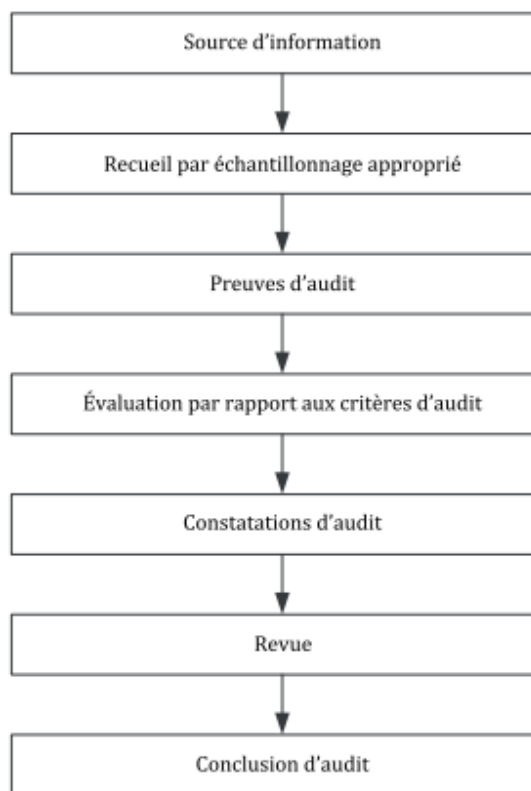 Source d’information
Recueil par échantillonnage approprié
Preuves d’audit
Évaluation par rapport aux critères d’audit
Constatations d’audit
Revue
Conclusion d’audit